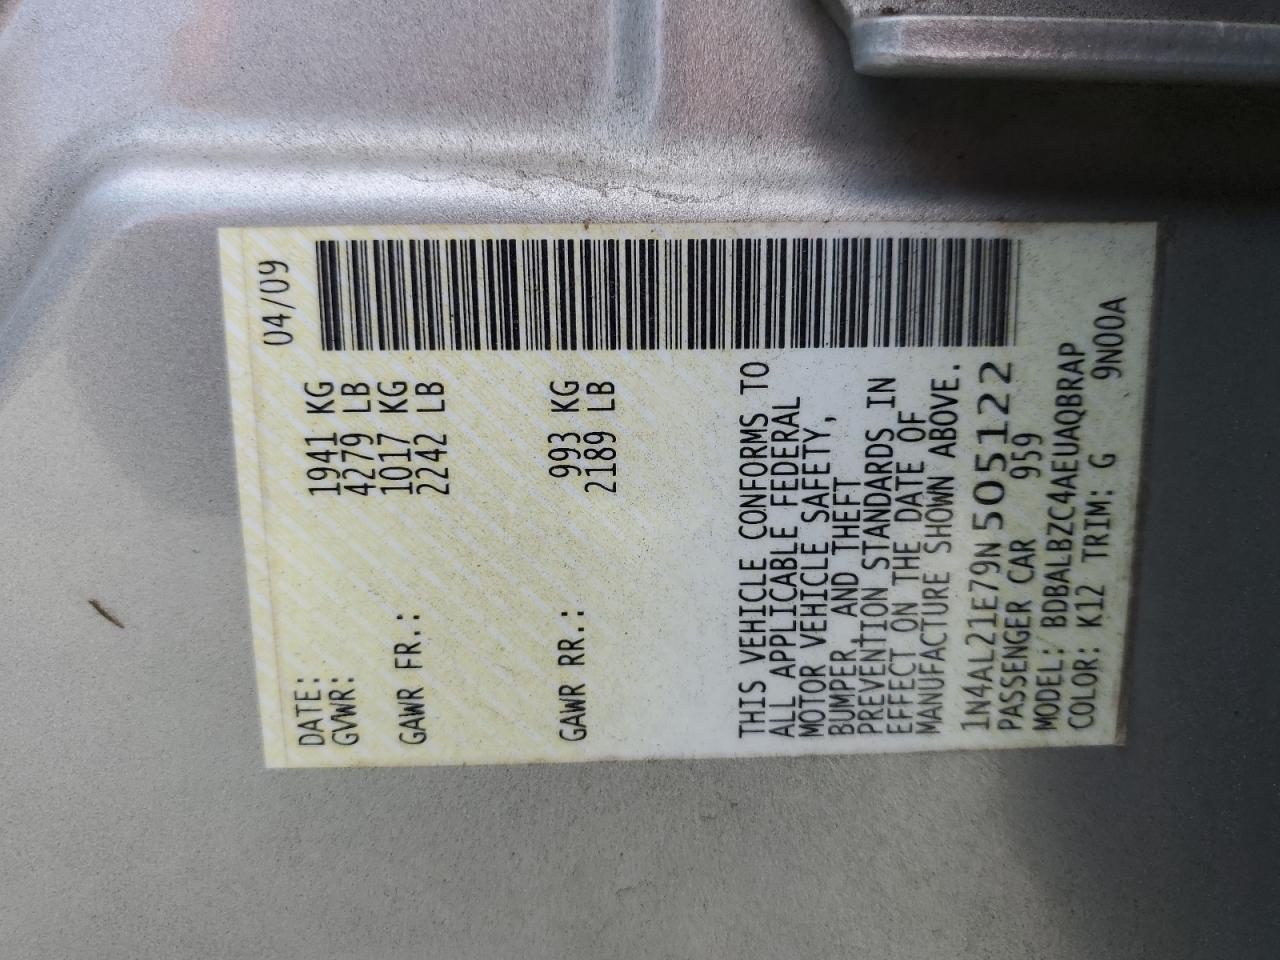 04/09
DATE:
GVWR: 1941 KG
4279 LB
GAWR FR.: 1017 KG
2242 LB
GAWR RR.: 993 KG
2189 LB
THIS VEHICLE CONFORMS TO
ALL APPLICABLE FEDERAL
MOTOR VEHICLE SAFETY,
BUMPER AND THEFT
PREVENTION STANDARDS IN
EFFECT ON THE DATE OF
MANUFACTURE SHOWN ABOVE.
1N4AL21E79N505122
PASSENGER CAR 959
MODEL: BDBALBZC4AEUAQBRAP
COLOR: K12 TRIM: G 9N00A